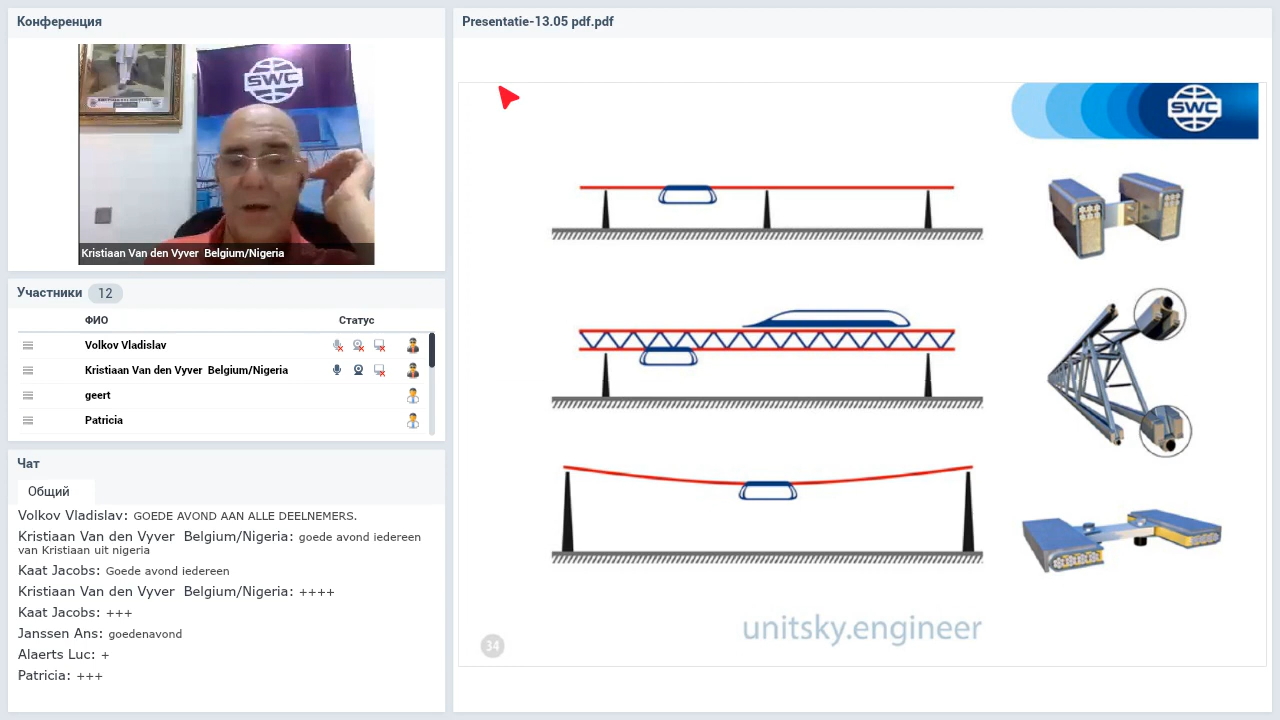 Конференция
SWC
Kristiaan Van den Vyver Belgium/Nigeria
Участники 12
ФИО Статус
Volkov Vladislav
Kristiaan Van den Vyver Belgium/Nigeria
geert
Patricia
Чат
Общий
Volkov Vladislav: GOEDE AVOND AAN ALLE DEELNEMERS.
Kristiaan Van den Vyver Belgium/Nigeria: goede avond iedereen
van Kristiaan uit nigeria
Kaat Jacobs: Goede avond iedereen
Kristiaan Van den Vyver Belgium/Nigeria: ++++
Kaat Jacobs: +++
Janssen Ans: goedenavond
Alaerts Luc: +
Patricia: +++
Presentatie-13.05 pdf.pdf
SWC
unitsky.engineer
34